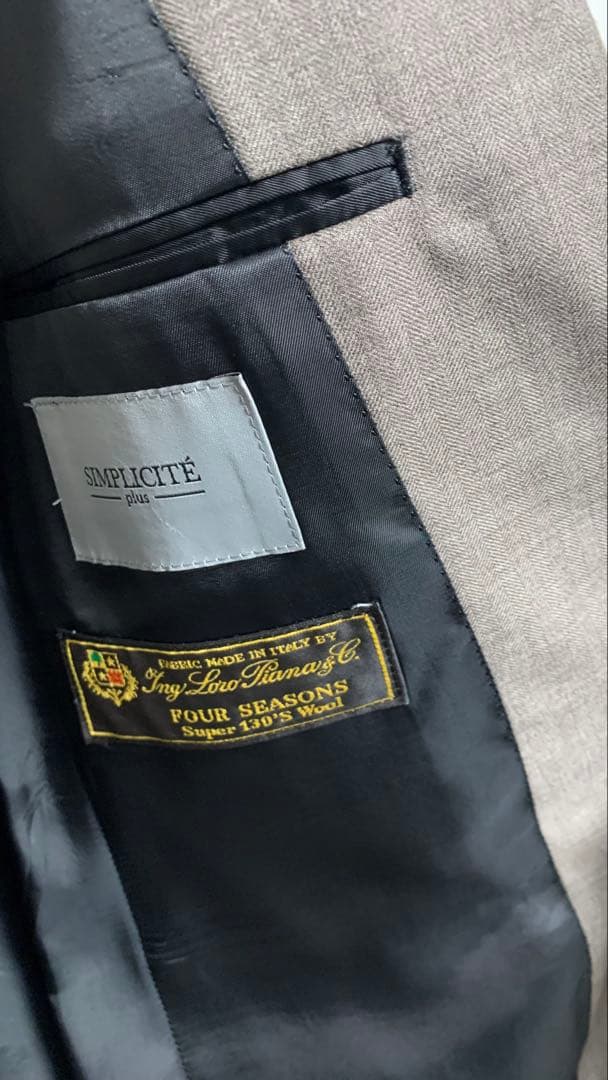 SIMPLICITÉ
plus
FABRIC MADE IN ITALY BY
Ing Loro Piana & C.
FOUR SEASONS
Super 130'S Wool